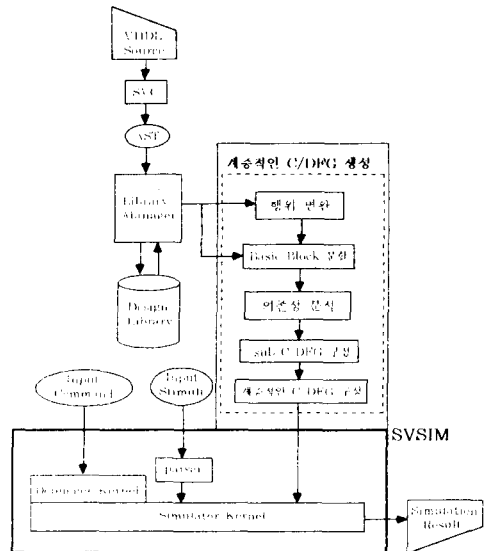 VHDL
Source
SVC
AST
Library
Manager
Design
Library
계층적인 C/DFG 생성
행위 변환
Basic Block 분할
의존성 분석
sub C/DFG 구성
계층적인 C/DFG 구성
Input
Command
Input
Stimuli
SVSIM
parser
Debugger Kernel
Simulator Kernel
Simulation
Result